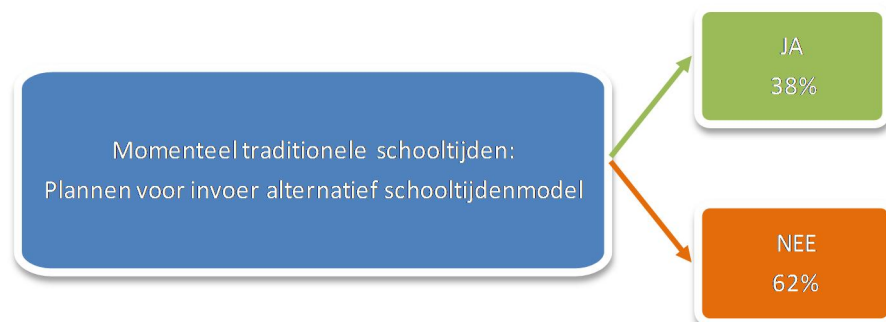 Momenteel traditionele schooltijden:
Plannen voor invoer alternatief schooltijdenmodel
JA
38%
NEE
62%